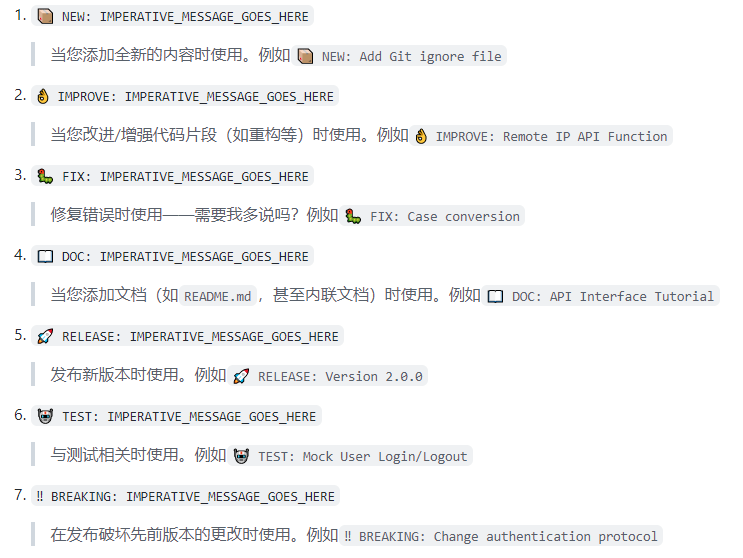 1. 📦 NEW: IMPERATIVE_MESSAGE_GOES_HERE
当您添加全新的内容时使用。例如 📦 NEW: Add Git ignore file
2. 👌 IMPROVE: IMPERATIVE_MESSAGE_GOES_HERE
当您改进/增强代码片段（如重构等）时使用。例如 👌 IMPROVE: Remote IP API Function
3. 🐛 FIX: IMPERATIVE_MESSAGE_GOES_HERE
修复错误时使用——需要我多说吗？例如 🐛 FIX: Case conversion
4. 📖 DOC: IMPERATIVE_MESSAGE_GOES_HERE
当您添加文档（如 README.md ，甚至内联文档）时使用。例如 📖 DOC: API Interface Tutorial
5. 🚀 RELEASE: IMPERATIVE_MESSAGE_GOES_HERE
发布新版本时使用。例如 🚀 RELEASE: Version 2.0.0
6. 🤖 TEST: IMPERATIVE_MESSAGE_GOES_HERE
与测试相关时使用。例如 🤖 TEST: Mock User Login/Logout
7. ‼️ BREAKING: IMPERATIVE_MESSAGE_GOES_HERE
在发布破坏先前版本的更改时使用。例如 ‼️ BREAKING: Change authentication protocol